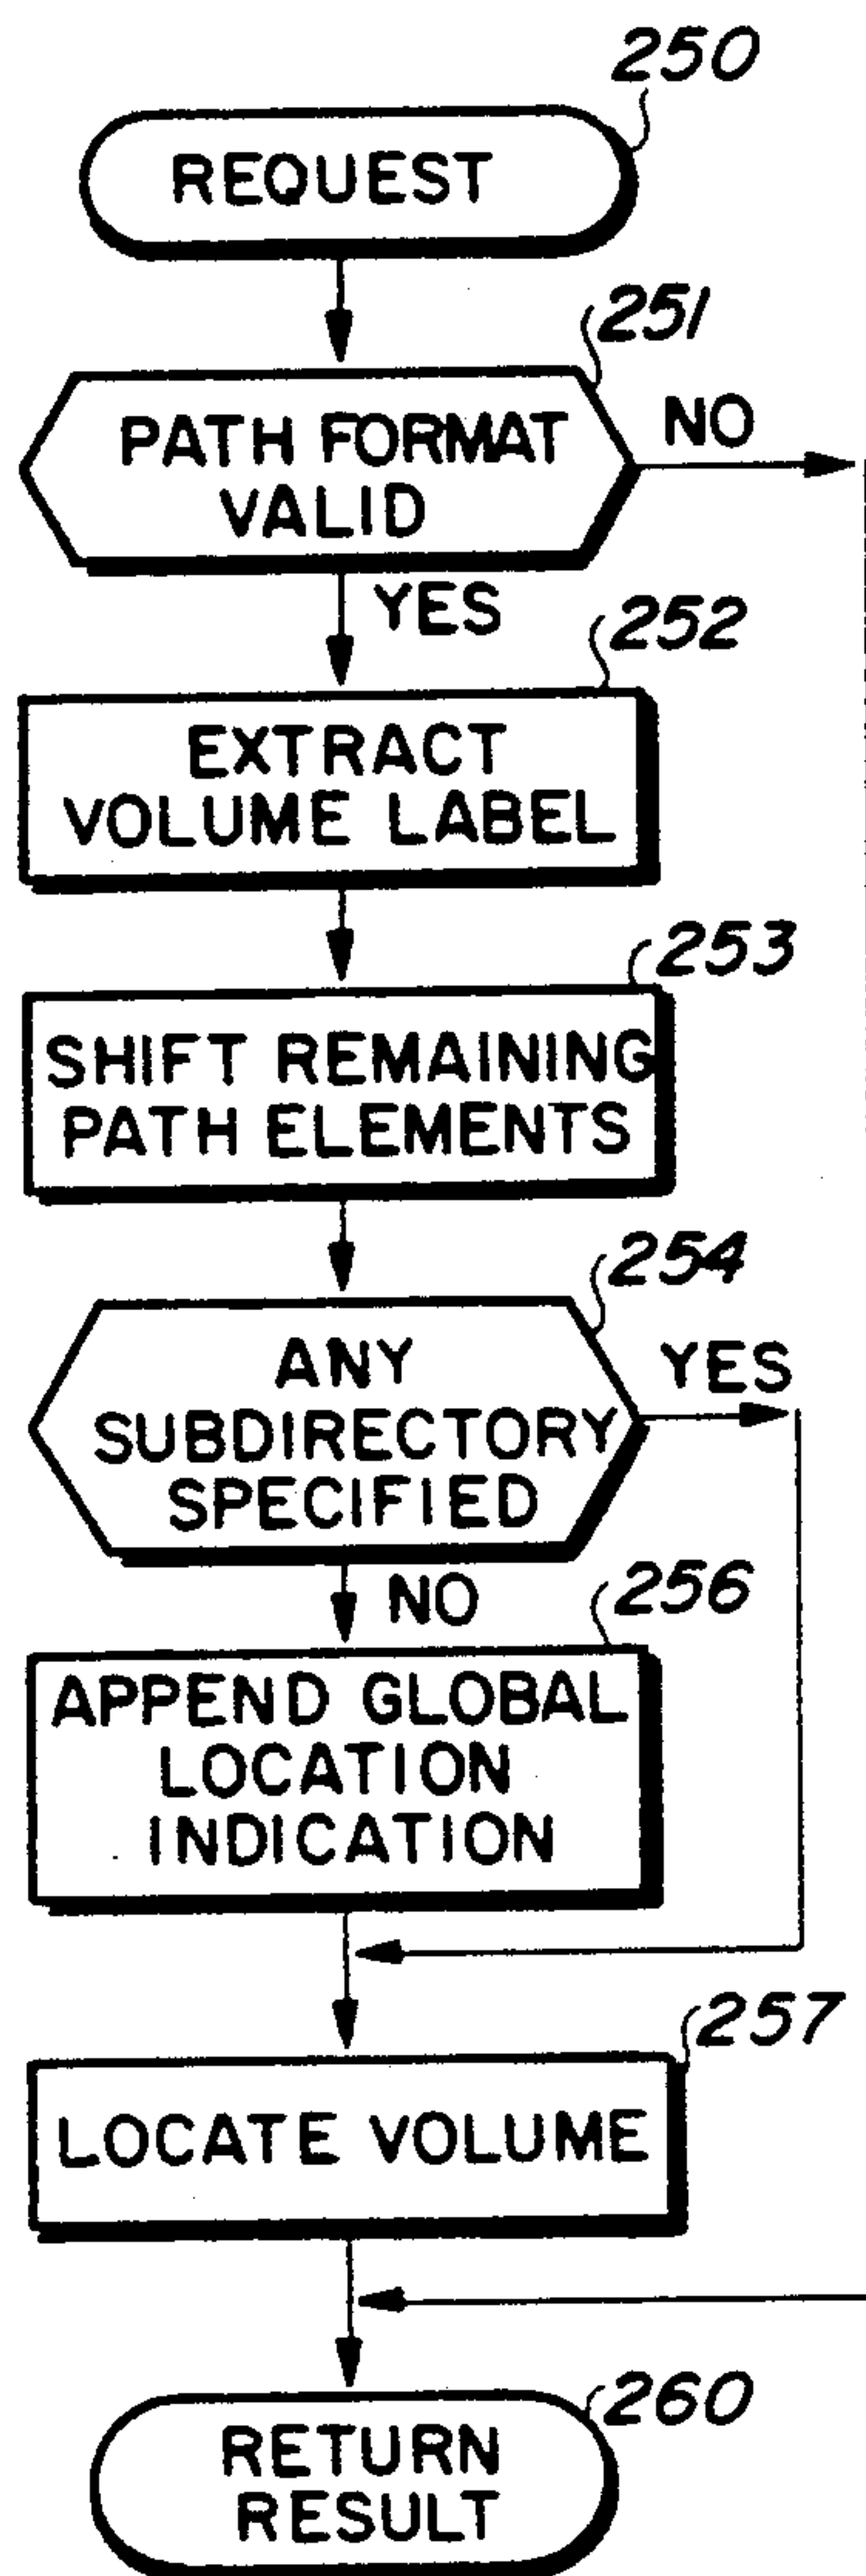 250
REQUEST
251
PATH FORMAT
VALID
NO
YES
252
EXTRACT
VOLUME LABEL
253
SHIFT REMAINING
PATH ELEMENTS
254
ANY
SUBDIRECTORY
SPECIFIED
YES
NO
256
APPEND GLOBAL
LOCATION
INDICATION
257
LOCATE VOLUME
260
RETURN
RESULT